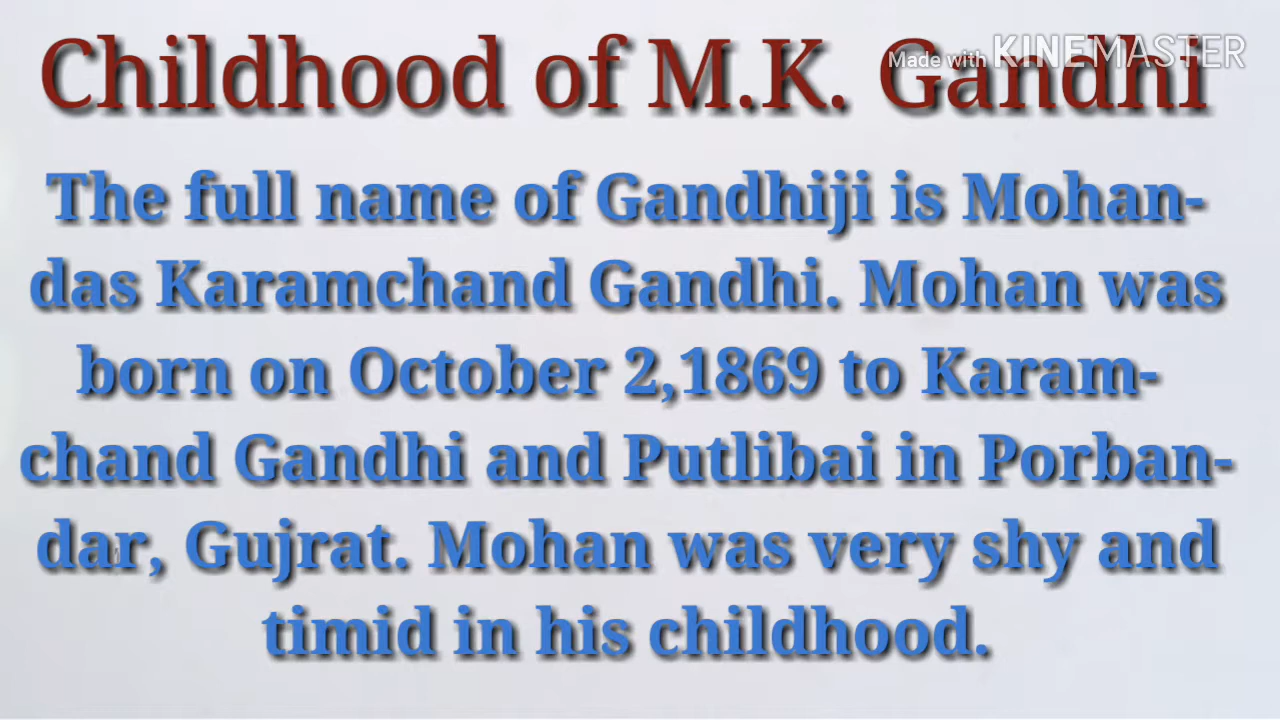 Childhood of M.K. Gandhi
Made with KINEMASTER
The full name of Gandhiji is Mohan-
das Karamchand Gandhi. Mohan was
born on October 2,1869 to Karam-
chand Gandhi and Putlibai in Porban-
dar, Gujrat. Mohan was very shy and
timid in his childhood.